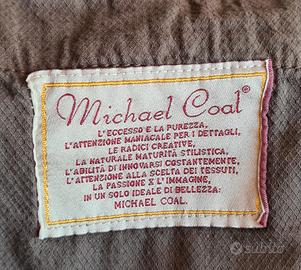 Michael Coal®
L'ECCESSO E LA PUREZZA,
L'ATTENZIONE MANIACALE PER I DETTAGLI,
LE RADICI CREATIVE,
LA NATURALE MATURITÀ STILISTICA,
L'ABILITÀ DI INNOVARSI COSTANTEMENTE,
L'ATTENZIONE ALLA SCELTA DEI TESSUTI,
LA PASSIONE X L'IMMAGINE,
IN UN SOLO IDEALE DI BELLEZZA:
MICHAEL COAL.
subito